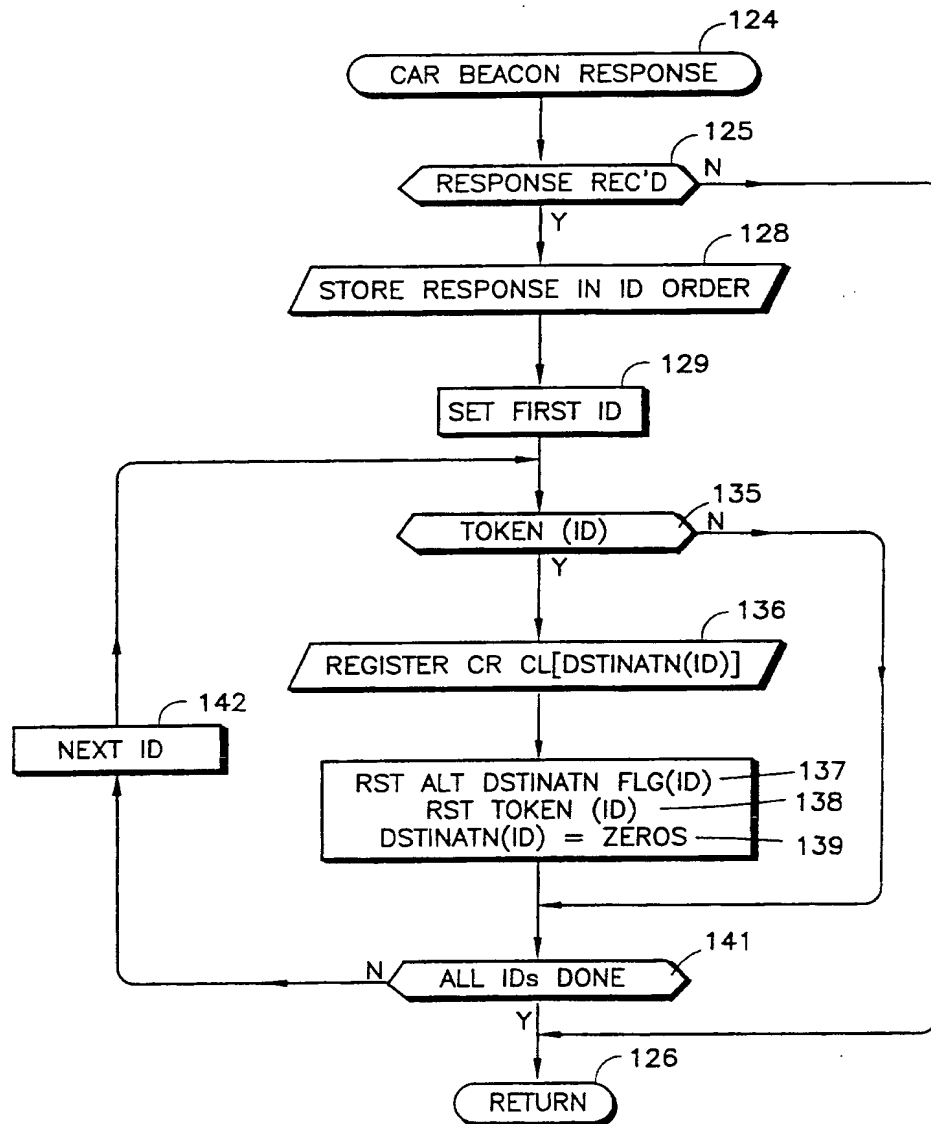 124
CAR BEACON RESPONSE
125
RESPONSE REC'D
N
Y
128
STORE RESPONSE IN ID ORDER
129
SET FIRST ID
135
TOKEN (ID)
N
Y
136
REGISTER CR CL[DSTINATN(ID)]
142
NEXT ID
RST ALT DSTINATN FLG(ID) 137
RST TOKEN (ID) 138
DSTINATN(ID) = ZEROS 139
141
N
ALL IDs DONE
Y
126
RETURN